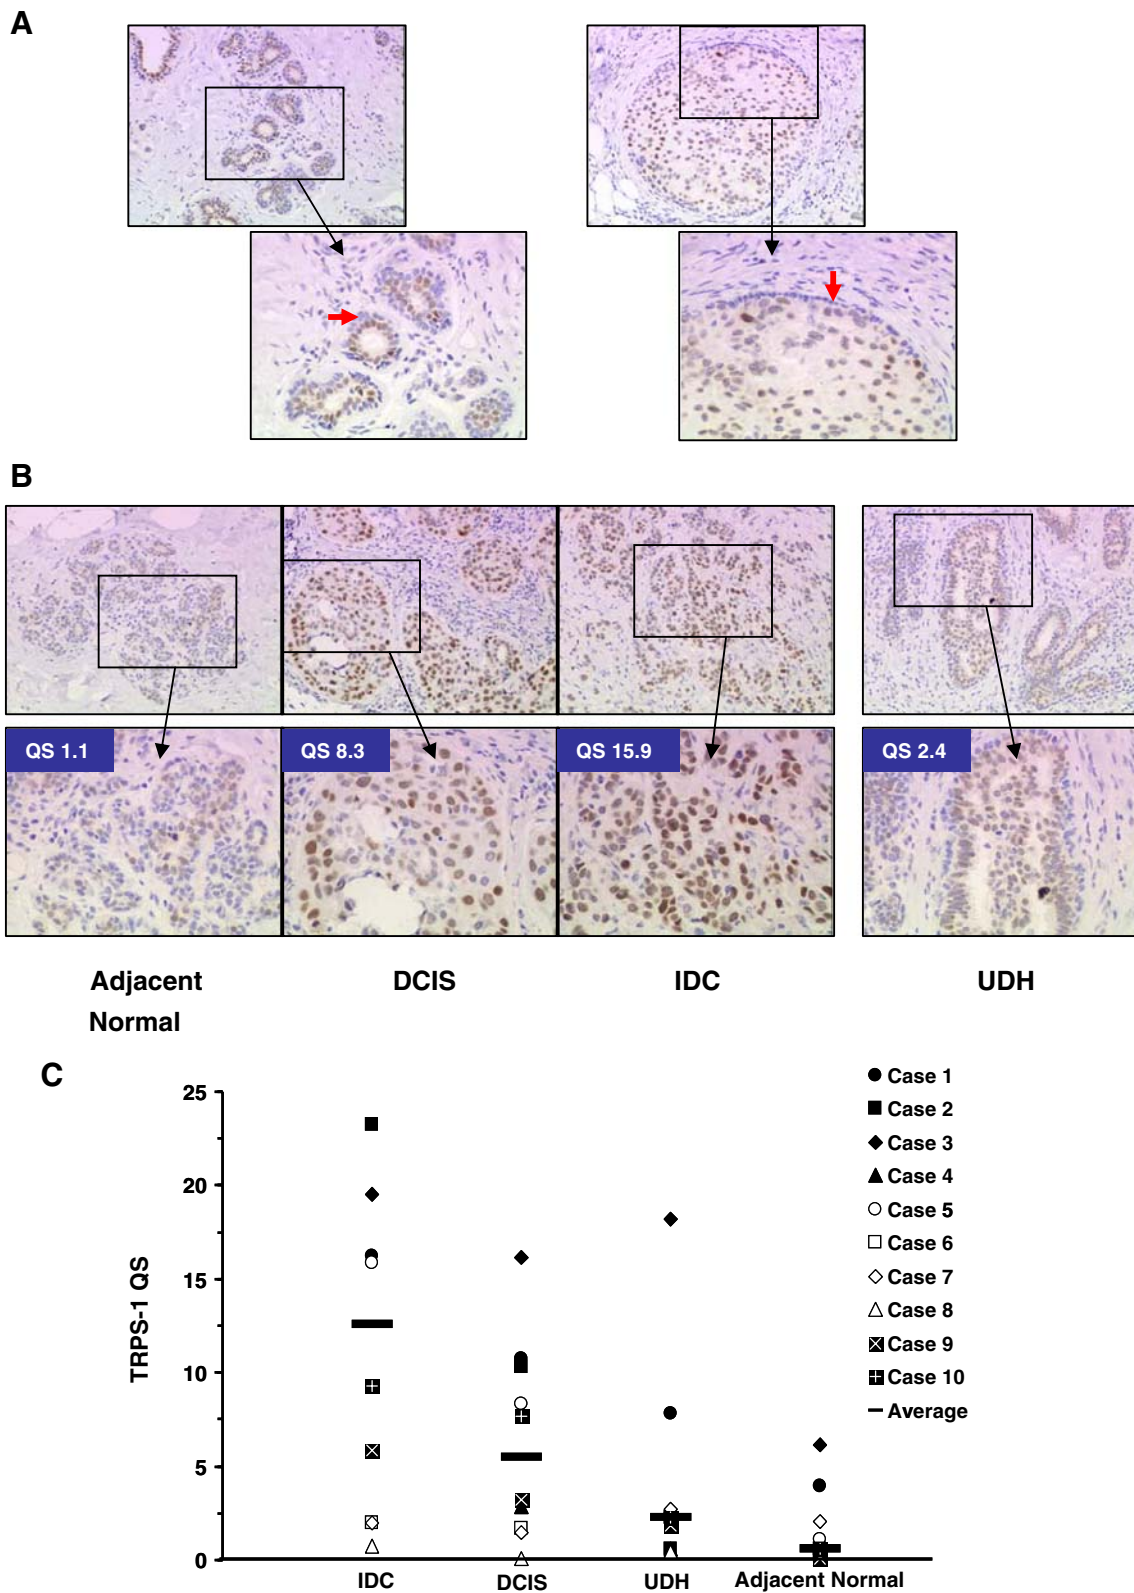 A
B
QS 1.1
QS 8.3
QS 15.9
QS 2.4
Adjacent
Normal
DCIS
IDC
UDH
C
TRPS-1 QS
25
20
15
10
5
0
IDC
DCIS
UDH
Adjacent Normal
Case 1
Case 2
Case 3
Case 4
Case 5
Case 6
Case 7
Case 8
Case 9
Case 10
Average